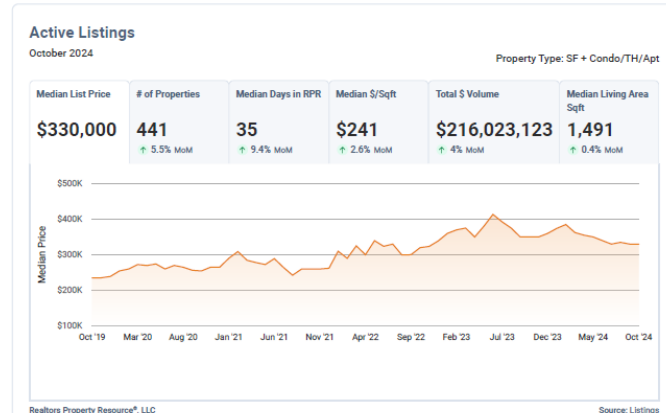 Active Listings
October 2024
Property Type: SF + Condo/TH/Apt
Median List Price
$330,000
# of Properties
441
↑ 5.5% MoM
Median Days in RPR
35
↑ 9.4% MoM
Median $/Sqft
$241
↑ 2.6% MoM
Total $ Volume
$216,023,123
↑ 4% MoM
Median Living Area
Sqft
1,491
↑ 0.4% MoM
Median Price
$500K
$400K
$300K
$200K
$100K
Oct '19 Mar '20 Aug '20 Jan '21 Jun '21 Nov '21 Apr '22 Sep '22 Feb '23 Jul '23 Dec '23 May '24 Oct '24
Realtors Property Resource®, LLC
Source: Listings